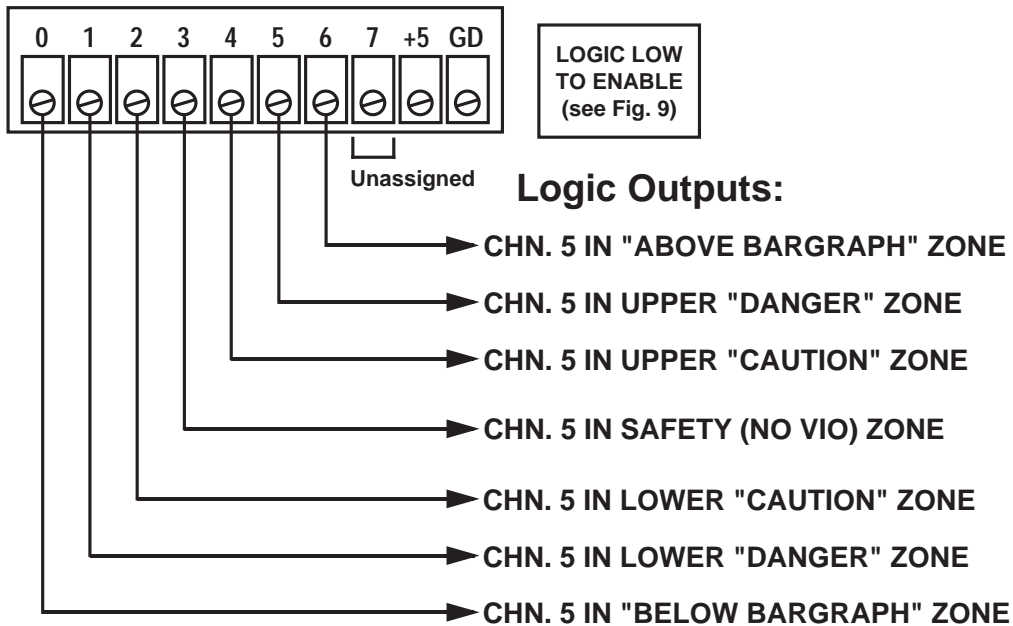 0 1 2 3 4 5 6 7 +5 GD
LOGIC LOW
TO ENABLE
(see Fig. 9)
Unassigned
Logic Outputs:
CHN. 5 IN "ABOVE BARGRAPH" ZONE
CHN. 5 IN UPPER "DANGER" ZONE
CHN. 5 IN UPPER "CAUTION" ZONE
CHN. 5 IN SAFETY (NO VIO) ZONE
CHN. 5 IN LOWER "CAUTION" ZONE
CHN. 5 IN LOWER "DANGER" ZONE
CHN. 5 IN "BELOW BARGRAPH" ZONE